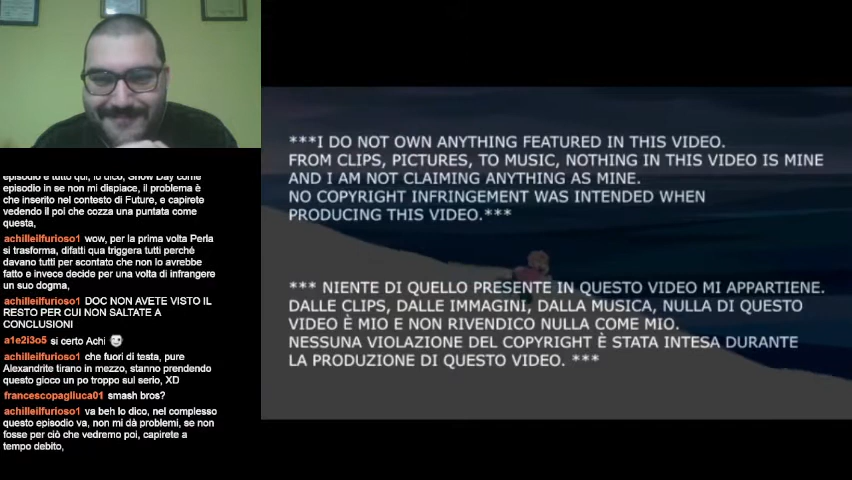 episodio è tutto qui, lo dico, Show Day come
episodio in se non mi dispiace, il problema è
che inserito nel contesto di Future, e capirete
vedendo il poi che cozza una puntata come
questa,
achilleilfurioso1 wow, per la prima volta Perla
si trasforma, difatti qua triggera tutti perché
davano tutti per scontato che non lo avrebbe
fatto e invece decide per una volta di infrangere
un suo dogma,
achilleilfurioso1 DOC NON AVETE VISTO IL
RESTO PER CUI NON SALTATE A
CONCLUSIONI
a1e2i3o5 si certo Achi
achilleilfurioso1 che fuori di testa, pure
Alexandrite tirano in mezzo, stanno prendendo
questo gioco un po troppo sul serio, XD
francescopagliuca01 smash bros?
achilleilfurioso1 va beh lo dico, nel complesso
questo episodio va, non mi dà problemi, se non
fosse per ciò che vedremo poi, capirete a
tempo debito,
***I DO NOT OWN ANYTHING FEATURED IN THIS VIDEO.
FROM CLIPS, PICTURES, TO MUSIC, NOTHING IN THIS VIDEO IS MINE
AND I AM NOT CLAIMING ANYTHING AS MINE.
NO COPYRIGHT INFRINGEMENT WAS INTENDED WHEN
PRODUCING THIS VIDEO.***
*** NIENTE DI QUELLO PRESENTE IN QUESTO VIDEO MI APPARTIENE.
DALLE CLIPS, DALLE IMMAGINI, DALLA MUSICA, NULLA DI QUESTO
VIDEO È MIO E NON RIVENDICO NULLA COME MIO.
NESSUNA VIOLAZIONE DEL COPYRIGHT È STATA INTESA DURANTE
LA PRODUZIONE DI QUESTO VIDEO. ***